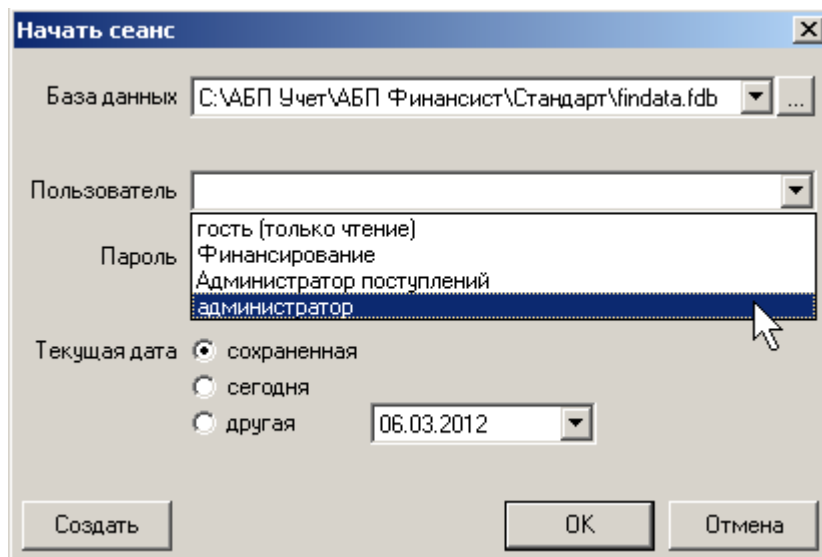 Начать сеанс
База данных C:\АБП Учет\АБП Финансист\Стандарт\findata.fdb ...
Пользователь
гость (только чтение)
Пароль Финансирование
Администратор поступлений
администратор
Текущая дата сохраненная
сегодня
другая 06.03.2012
Создать OK Отмена